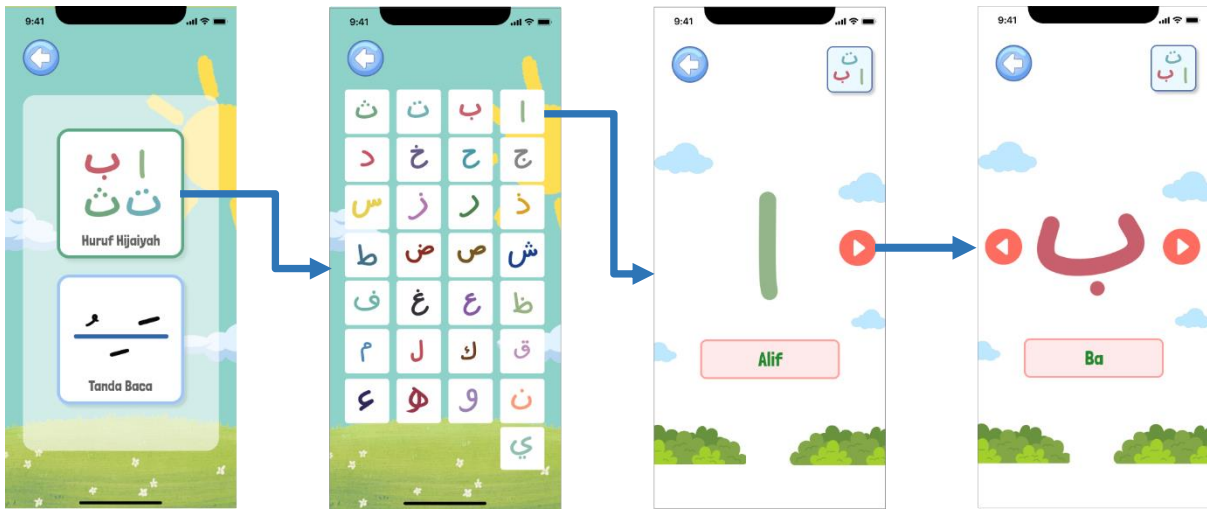 9:41
ا ب
ت ث
Huruf Hijaiyah
Tanda Baca
9:41
ا ب ت ث
ج ح خ د
ذ ر ز س
ش ص ض ط
ظ ع غ ف
ق ك ل م
ن و ه ء
ي
9:41
ت
ا ب
ا
Alif
9:41
ت
ا ب
ب
Ba